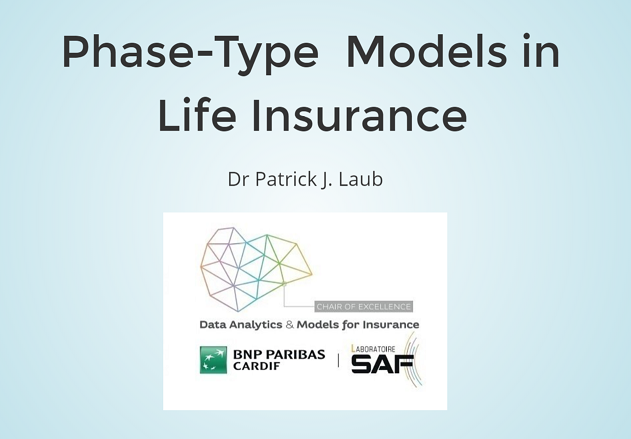 Phase-Type Models in
Life Insurance
Dr Patrick J. Laub
CHAIR OF EXCELLENCE
Data Analytics & Models for Insurance
BNP PARIBAS
CARDIF
LABORATOIRE
SAF